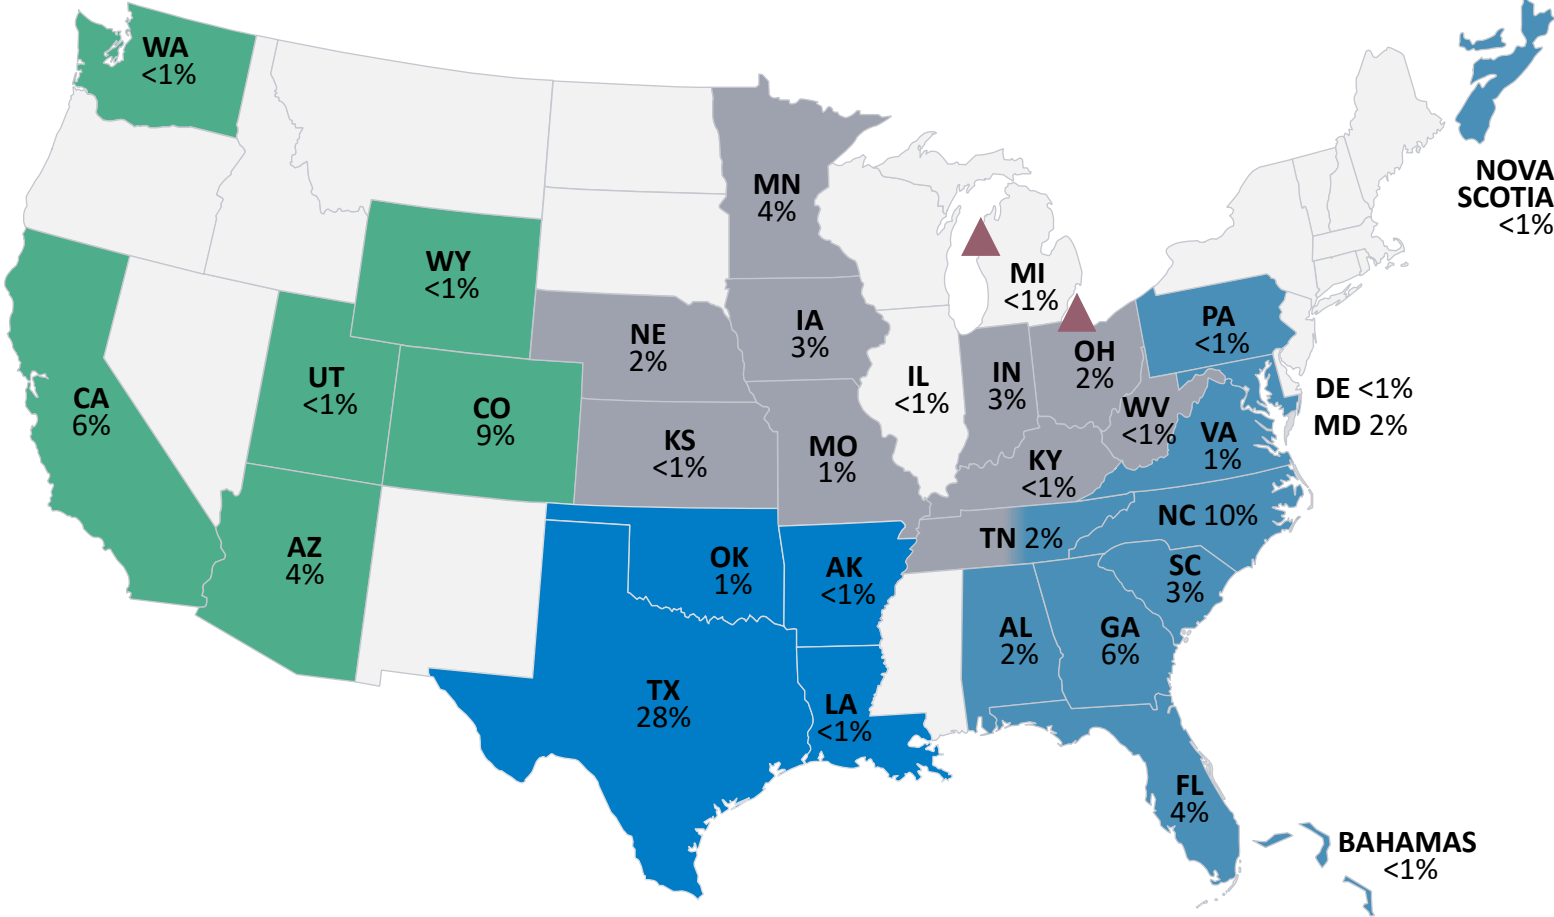 WA
<1%
NOVA
SCOTIA
<1%
MN
4%
WY
<1%
MI
<1%
PA
<1%
NE
2%
IA
3%
OH
2%
IN
3%
IL
<1%
UT
<1%
CA
6%
CO
9%
DE <1%
MD 2%
WV
<1%
VA
1%
KS
<1%
MO
1%
KY
<1%
NC 10%
TN 2%
AZ
4%
OK
1%
AK
<1%
SC
3%
AL
2%
GA
6%
TX
28%
LA
<1%
FL
4%
BAHAMAS
<1%